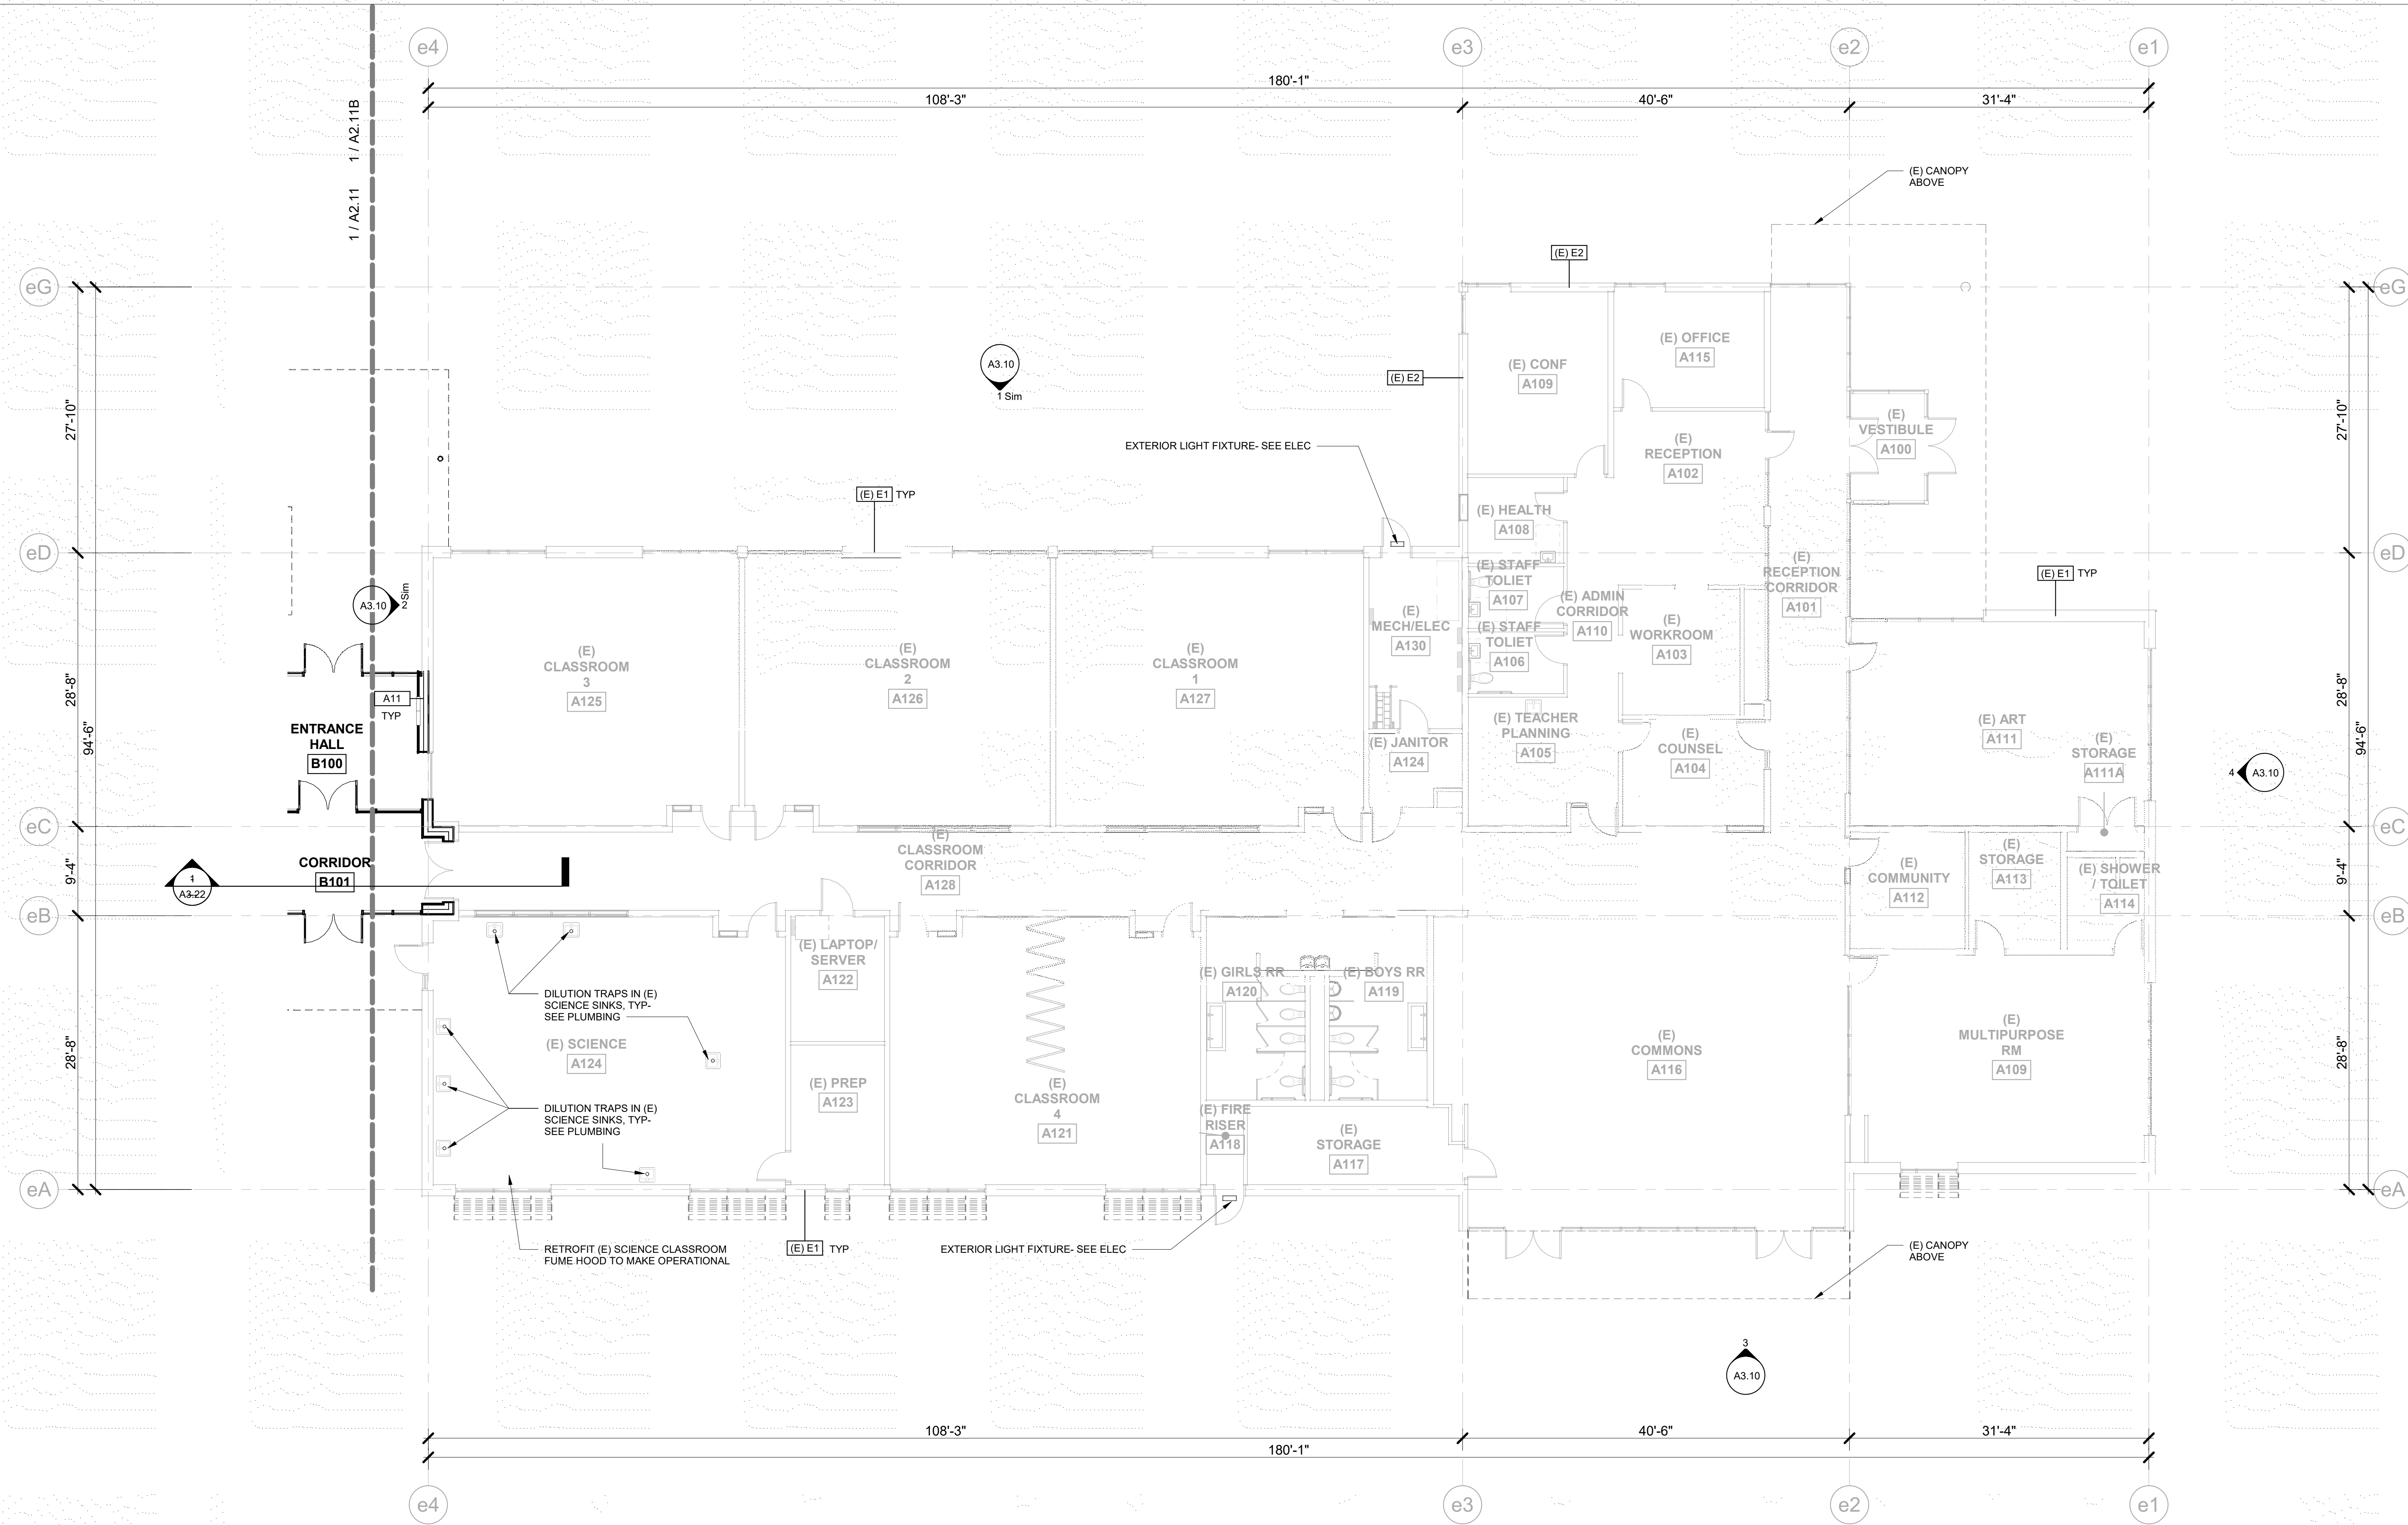 e4
e3
e2
e1
180'-1"
108'-3"
40'-6"
31'-4"
1 / A2.11B
1 / A2.11
(E) CANOPY
ABOVE
(E) E2
eG
eG
(E) OFFICE
A115
(E) CONF
A109
(E) E2
A3.10
1 Sim
27'-10"
27'-10"
(E)
VESTIBULE
A100
(E)
RECEPTION
A102
EXTERIOR LIGHT FIXTURE- SEE ELEC
(E) E1 TYP
(E) HEALTH
A108
eD
eD
(E) STAFF
TOLIET
A107
(E)
RECEPTION
CORRIDOR
A101
(E) E1 TYP
A3.10
2 Sim
(E) ADMIN
CORRIDOR
A110
(E)
MECH/ELEC
A130
(E) STAFF
TOLIET
A106
(E)
WORKROOM
A103
(E)
CLASSROOM
3
A125
(E)
CLASSROOM
2
A126
(E)
CLASSROOM
1
A127
28'-8"
94'-6"
28'-8"
94'-6"
A11
TYP
ENTRANCE
HALL
B100
(E) TEACHER
PLANNING
A105
(E)
COUNSEL
A104
(E) JANITOR
A124
(E) ART
A111
(E)
STORAGE
A111A
4
A3.10
eC
eC
(E)
CLASSROOM
CORRIDOR
A128
CORRIDOR
B101
1
A3.22
9'-4"
9'-4"
(E)
COMMUNITY
A112
(E)
STORAGE
A113
(E) SHOWER
/ TOILET
A114
eB
eB
(E) LAPTOP/
SERVER
A122
(E) GIRLS RR
A120
(E) BOYS RR
A119
DILUTION TRAPS IN (E)
SCIENCE SINKS, TYP-
SEE PLUMBING
(E) SCIENCE
A124
28'-8"
28'-8"
(E)
COMMONS
A116
(E)
MULTIPURPOSE
RM
A109
(E) PREP
A123
(E)
CLASSROOM
4
A121
DILUTION TRAPS IN (E)
SCIENCE SINKS, TYP-
SEE PLUMBING
(E) FIRE
RISER
A118
(E)
STORAGE
A117
eA
eA
RETROFIT (E) SCIENCE CLASSROOM
FUME HOOD TO MAKE OPERATIONAL
(E) E1 TYP
EXTERIOR LIGHT FIXTURE- SEE ELEC
(E) CANOPY
ABOVE
3
A3.10
108'-3"
40'-6"
31'-4"
180'-1"
e4
e3
e2
e1